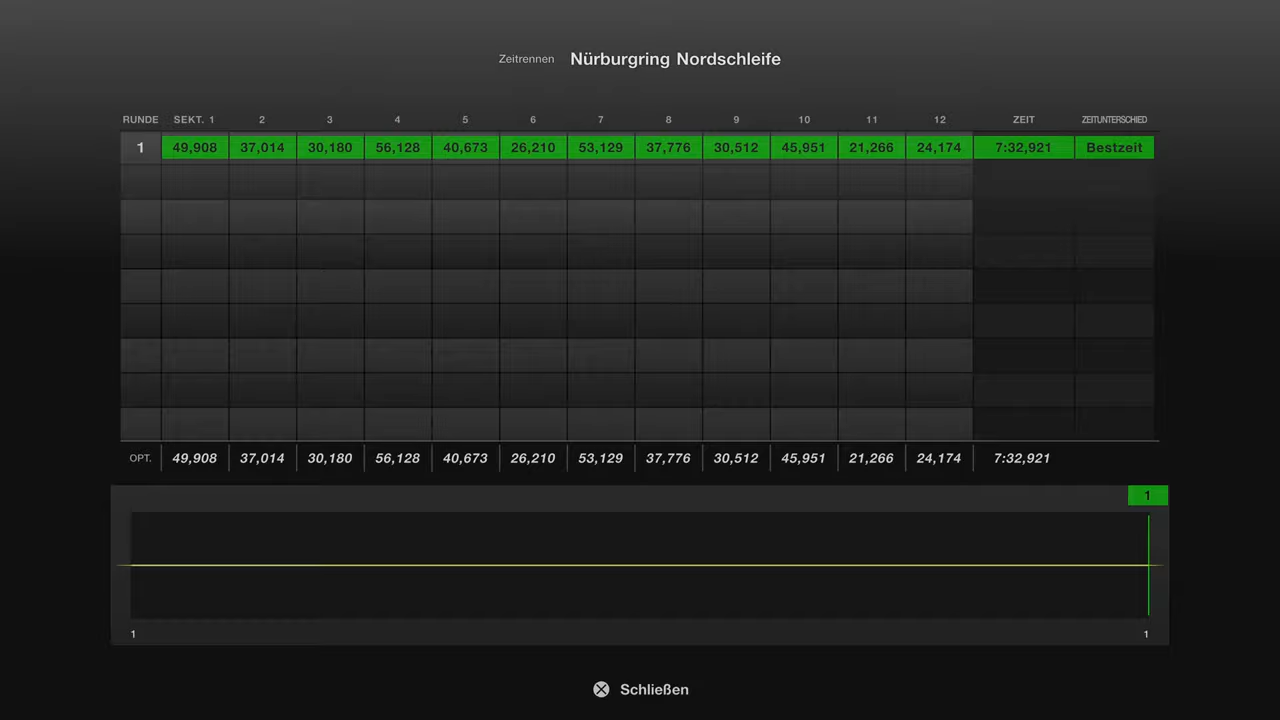 Zeitrennen Nürburgring Nordschleife
RUNDE SEKT. 1 2 3 4 5 6 7 8 9 10 11 12 ZEIT ZEITUNTERSCHIED
1 49,908 37,014 30,180 56,128 40,673 26,210 53,129 37,776 30,512 45,951 21,266 24,174 7:32,921 Bestzeit
OPT. 49,908 37,014 30,180 56,128 40,673 26,210 53,129 37,776 30,512 45,951 21,266 24,174 7:32,921
1
1 1
Schließen